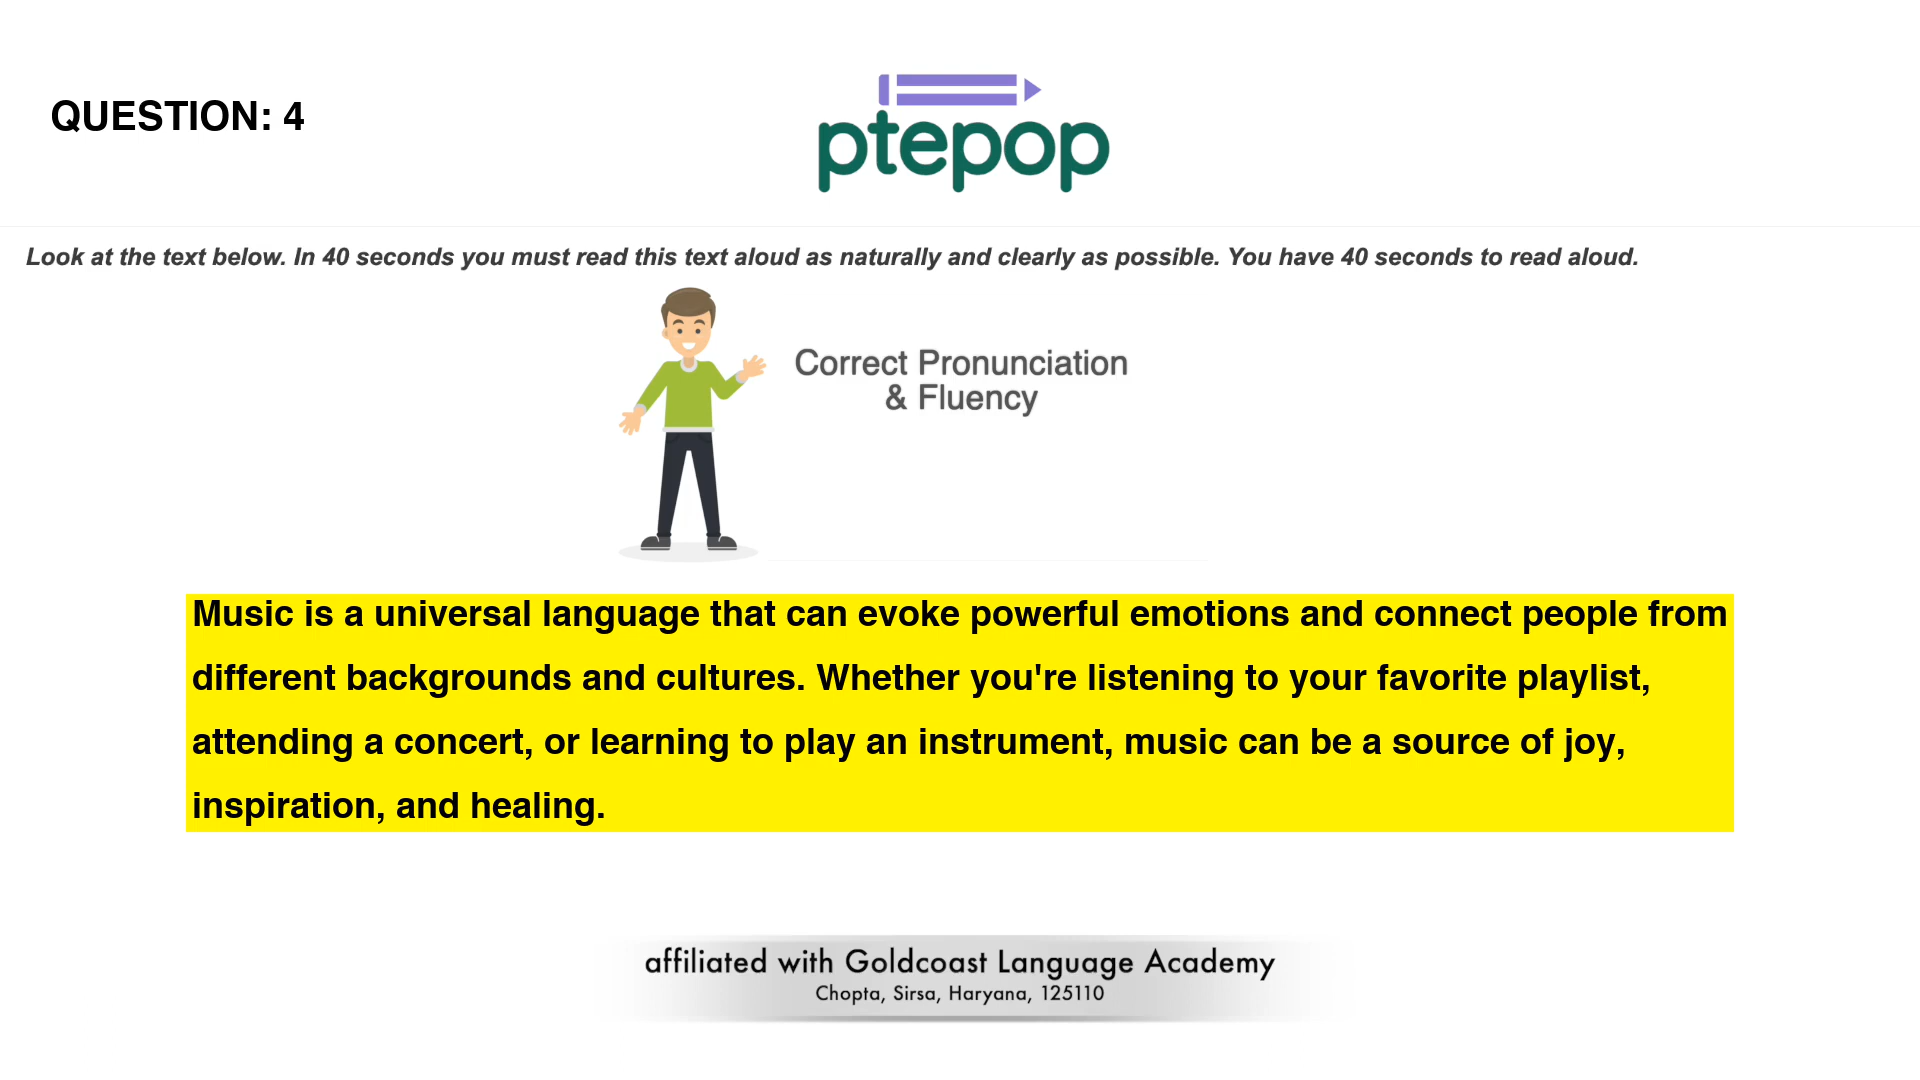 QUESTION: 4
ptepop
Look at the text below. In 40 seconds you must read this text aloud as naturally and clearly as possible. You have 40 seconds to read aloud.
Correct Pronunciation
& Fluency
Music is a universal language that can evoke powerful emotions and connect people from
different backgrounds and cultures. Whether you're listening to your favorite playlist,
attending a concert, or learning to play an instrument, music can be a source of joy,
inspiration, and healing.
affiliated with Goldcoast Language Academy
Chopta, Sirsa, Haryana, 125110